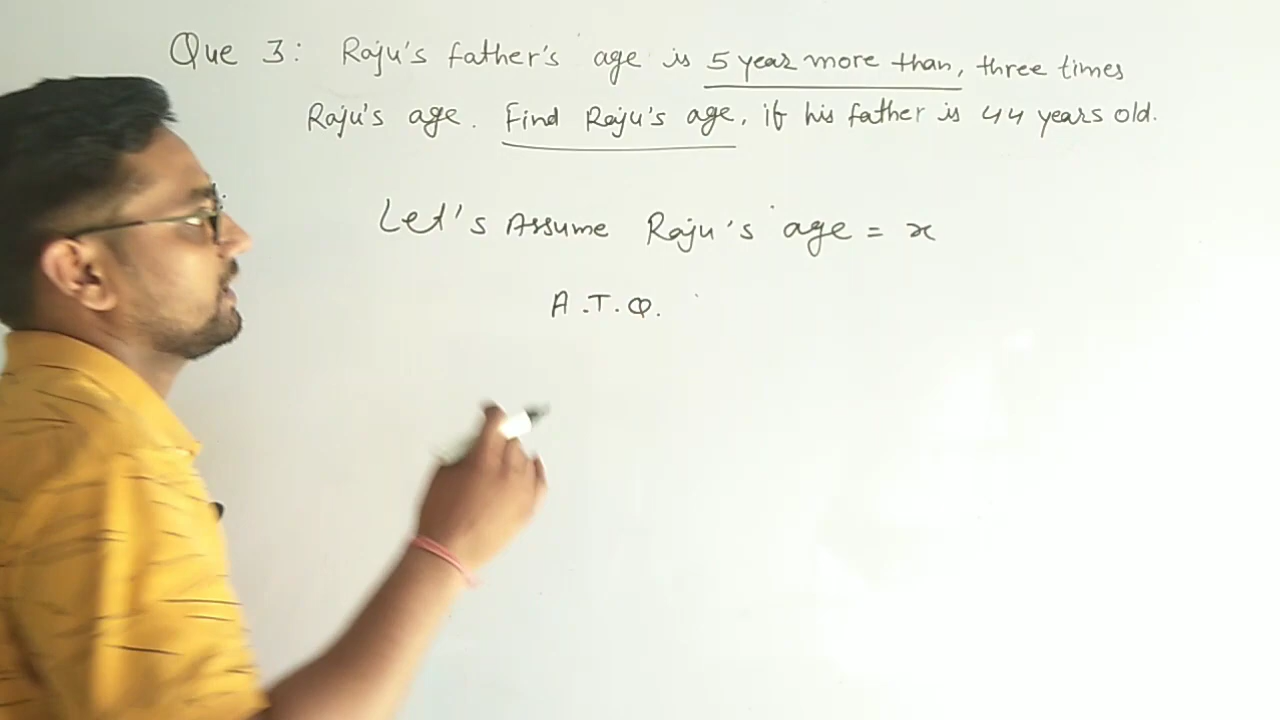 Que 3: Raju's father's age is 5 year more than, three times
Raju's age. Find Raju's age, if his father is 44 years old.
Let's Assume Raju's age = x
A.T.Q.